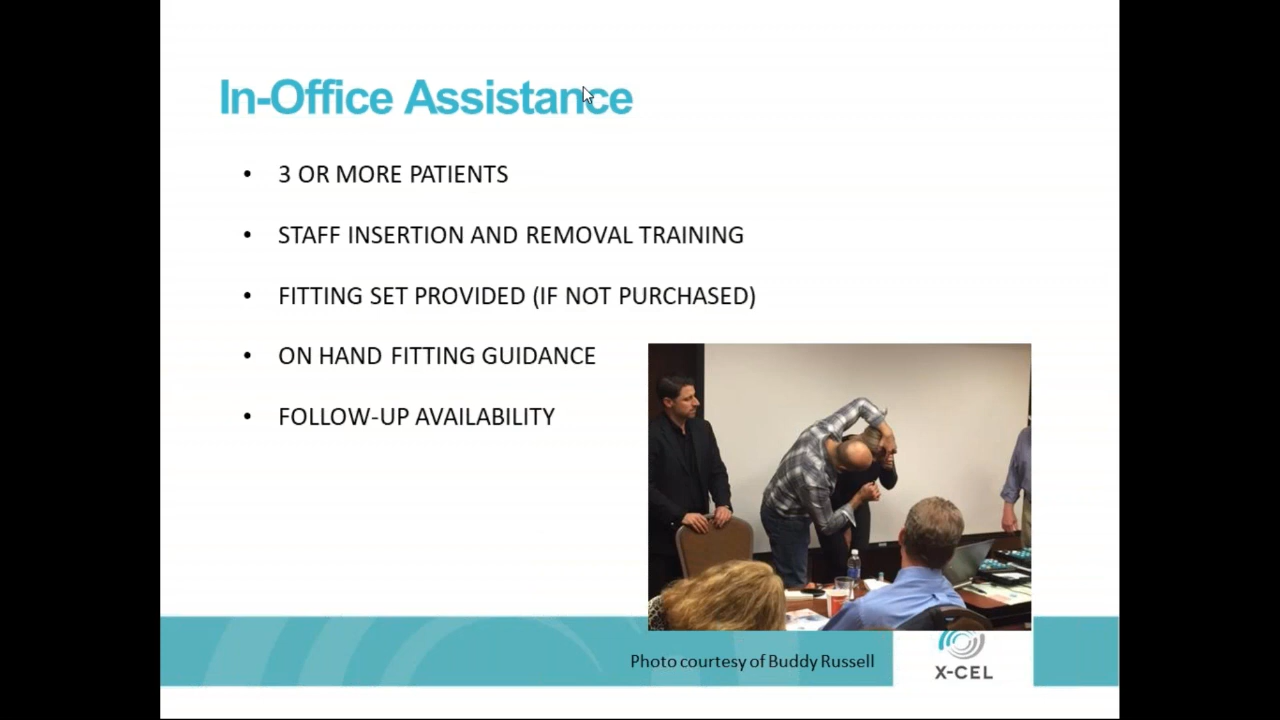 In-Office Assistance
• 3 OR MORE PATIENTS
• STAFF INSERTION AND REMOVAL TRAINING
• FITTING SET PROVIDED (IF NOT PURCHASED)
• ON HAND FITTING GUIDANCE
• FOLLOW-UP AVAILABILITY
Photo courtesy of Buddy Russell
X-CEL